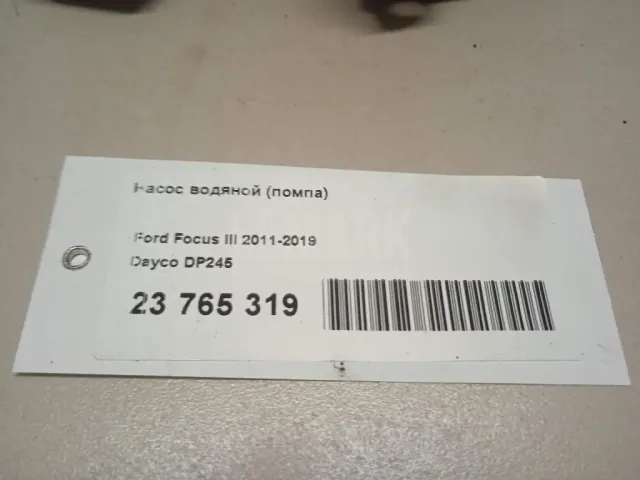 Насос водяной (помпа)
Ford Focus III 2011-2019
Dayco DP245
23 765 319